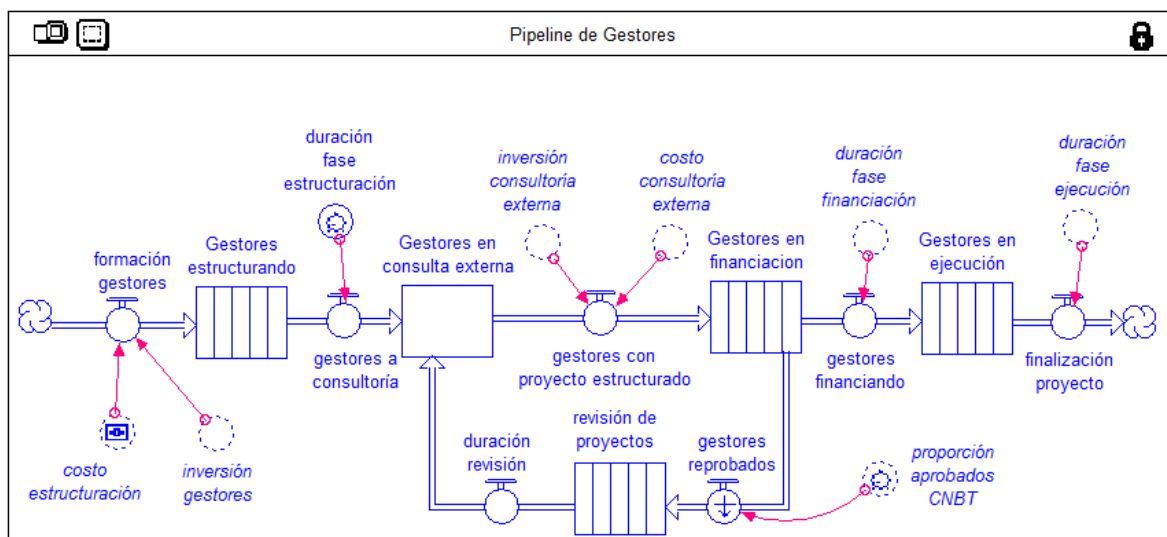 Pipeline de Gestores
duración
fase
estructuración
inversión
consultoría
externa
costo
consultoría
externa
duración
fase
financiación
duración
fase
ejecución
formación
gestores
Gestores
estructurando
Gestores en
consulta externa
Gestores en
financiacion
Gestores en
ejecución
gestores a
consultoría
gestores con
proyecto estructurado
gestores
financiando
finalización
proyecto
costo
estructuración
inversión
gestores
duración
revisión
revisión de
proyectos
gestores
reprobados
proporción
aprobados
CNBT